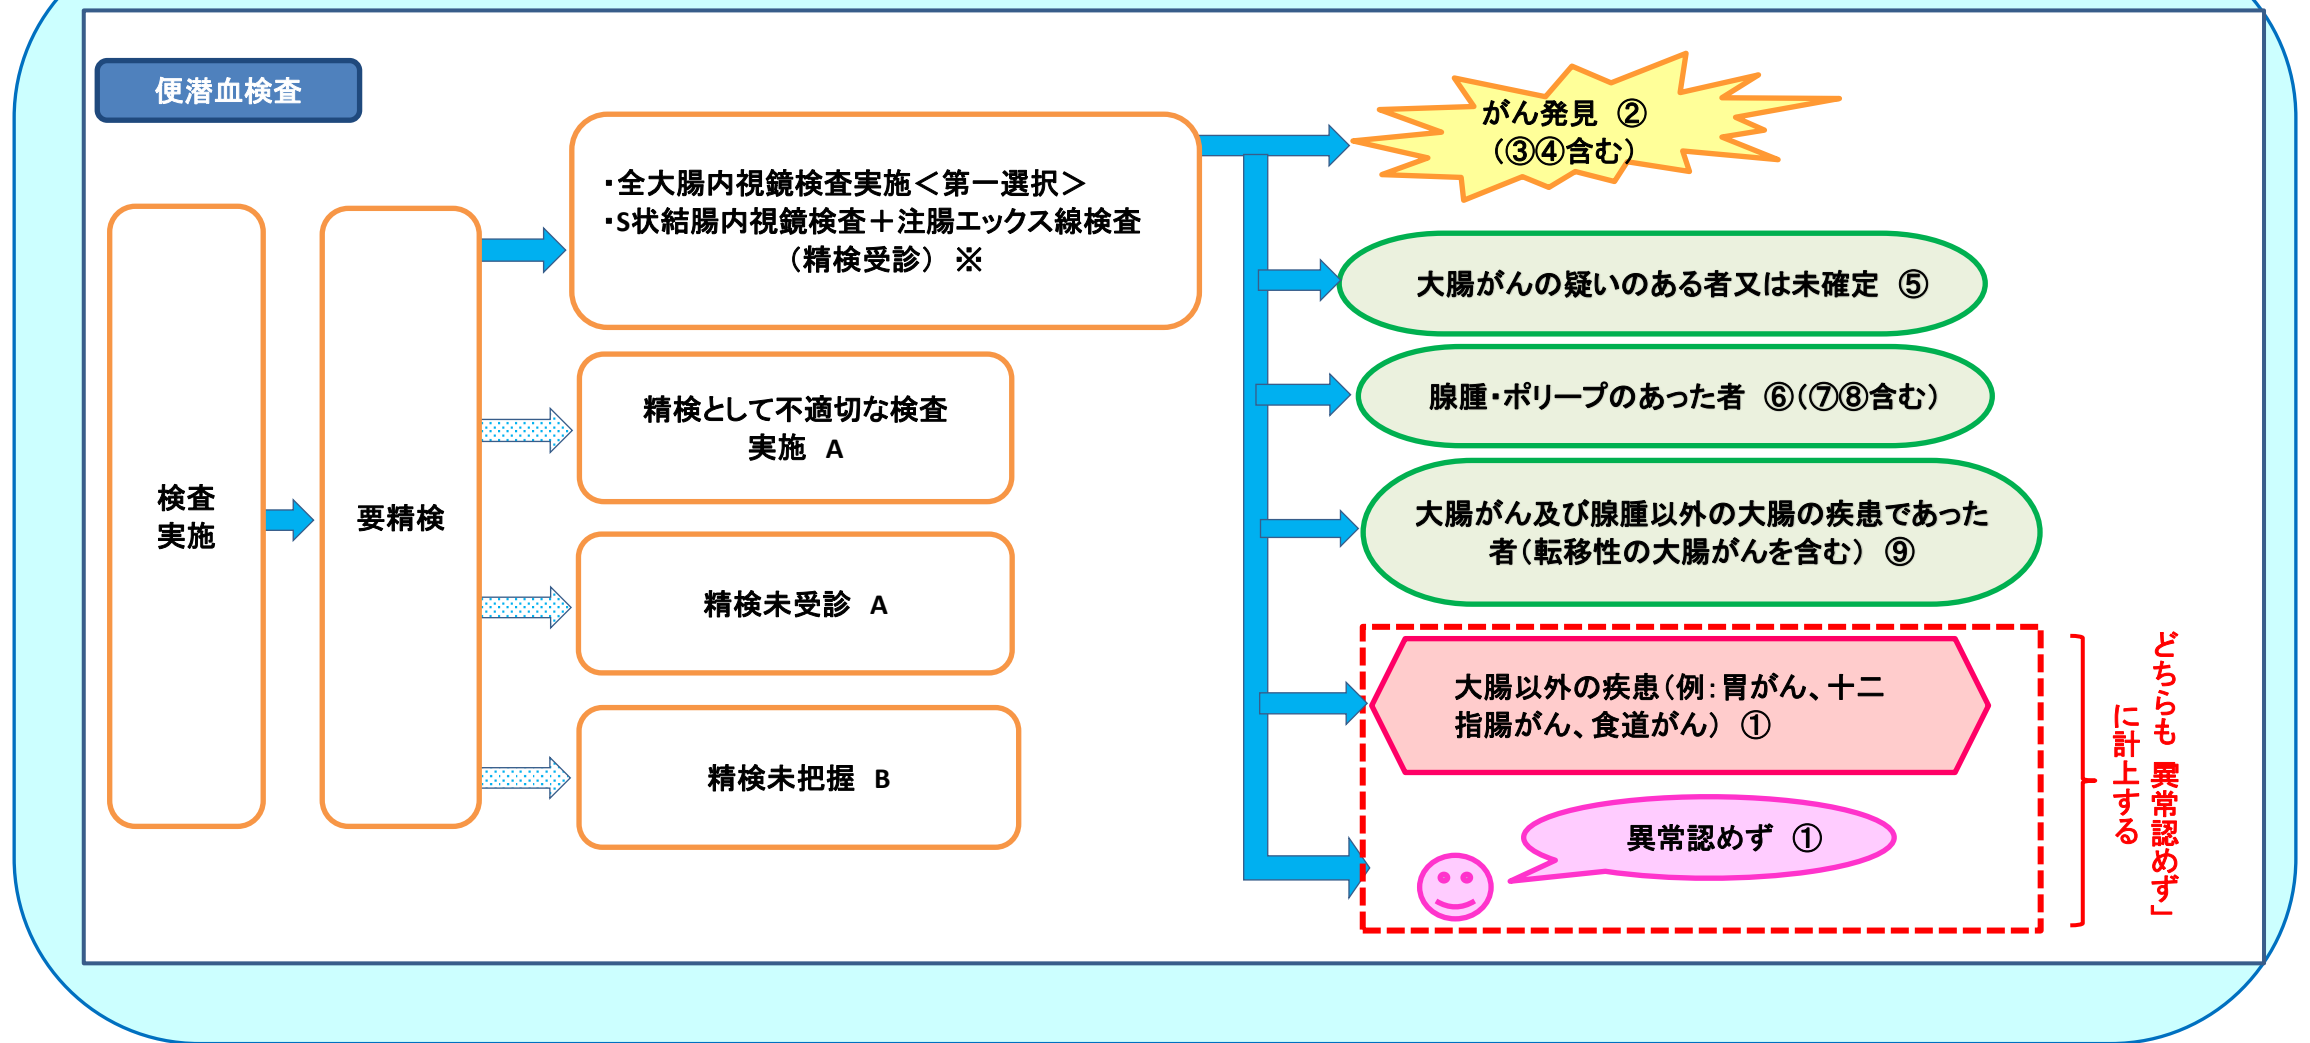 便潜血検査
検査
実施
要精検
・全大腸内視鏡検査実施＜第一選択＞
・S状結腸内視鏡検査＋注腸エックス線検査
（精検受診） ※
精検として不適切な検査
実施 A
精検未受診 A
精検未把握 B
がん発見 ②
（③④含む）
大腸がんの疑いのある者又は未確定 ⑤
腺腫・ポリープのあった者 ⑥（⑦⑧含む）
大腸がん及び腺腫以外の大腸の疾患であった
者（転移性の大腸がんを含む） ⑨
大腸以外の疾患（例：胃がん、十二
指腸がん、食道がん） ①
異常認めず ①
どちらも「異常認めず」
に計上する